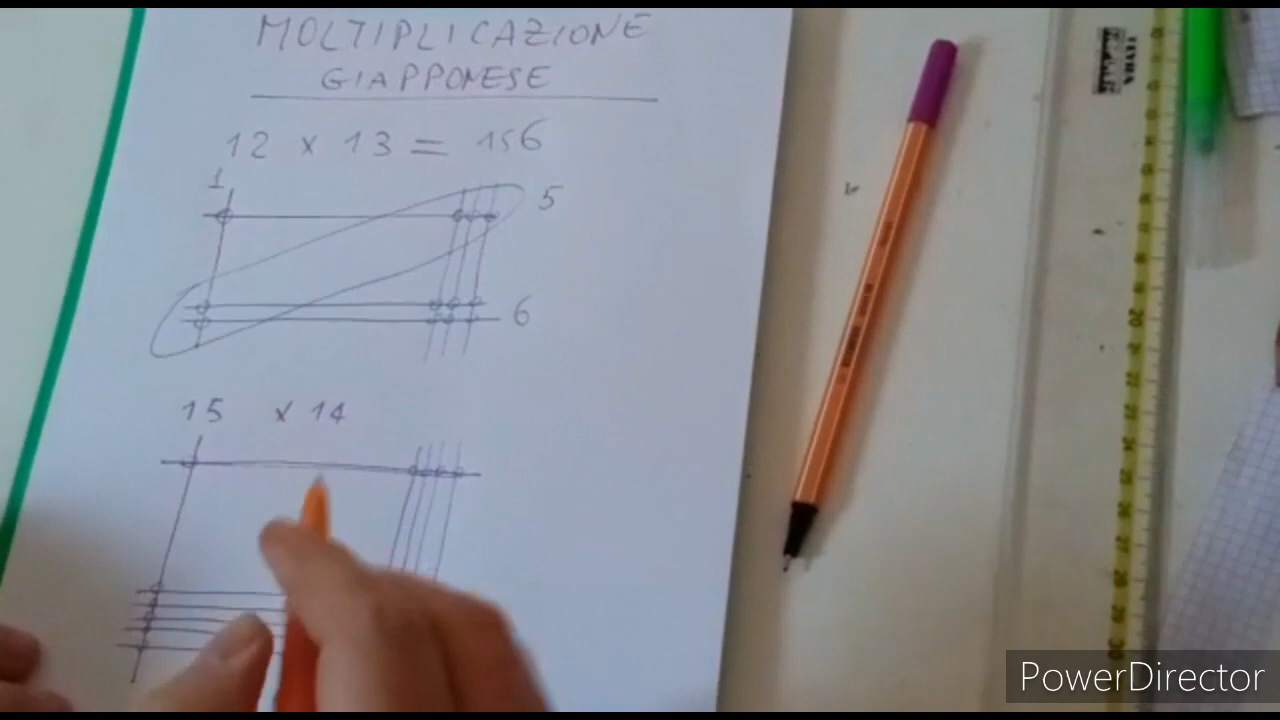 MOLTIPLICAZIONE
GIAPPONESE
12 x 13 = 156
1
5
6
15 x 14
PowerDirector